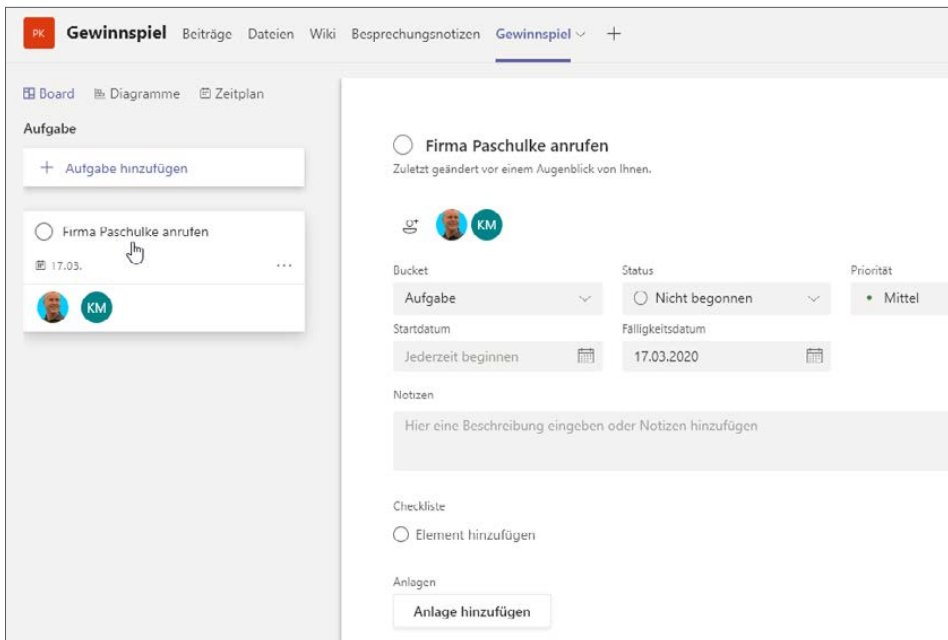 PK Gewinnspiel Beiträge Dateien Wiki Besprechungsnotizen Gewinnspiel +
Board Diagramme Zeitplan
Aufgabe
+ Aufgabe hinzufügen
Firma Paschulke anrufen
17.03. ...
KM
Firma Paschulke anrufen
Zuletzt geändert vor einem Augenblick von Ihnen.
KM
Bucket Status Priorität
Aufgabe Nicht begonnen Mittel
Startdatum Fälligkeitsdatum
Jederzeit beginnen 17.03.2020
Notizen
Hier eine Beschreibung eingeben oder Notizen hinzufügen
Checkliste
Element hinzufügen
Anlagen
Anlage hinzufügen